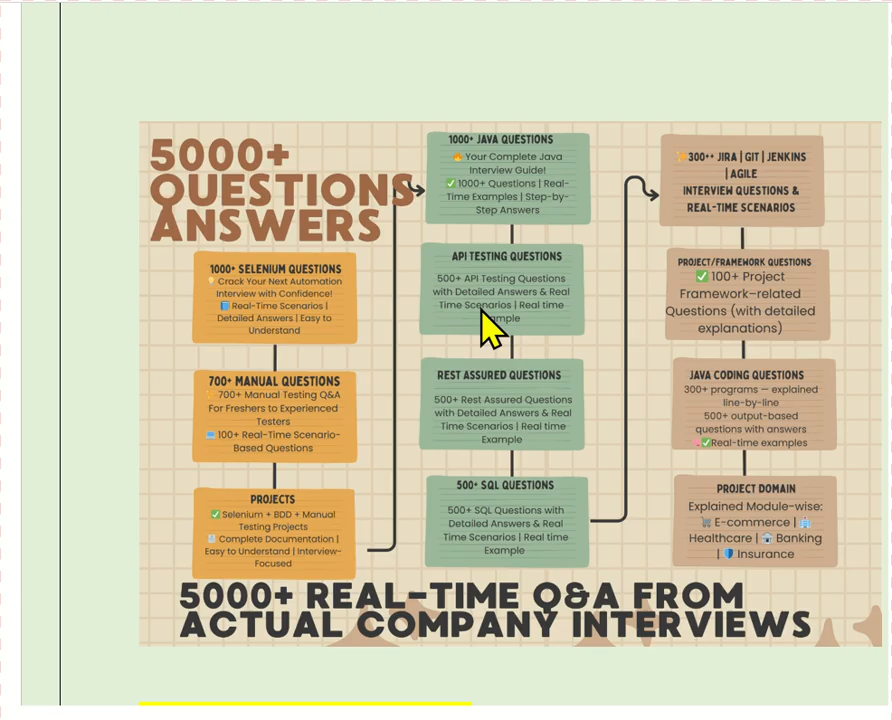 5000+
QUESTIONS
ANSWERS
1000+ SELENIUM QUESTIONS
Crack Your Next Automation
Interview with Confidence!
Real-Time Scenarios |
Detailed Answers | Easy to
Understand
700+ MANUAL QUESTIONS
700+ Manual Testing Q&A
For Freshers to Experienced
Testers
100+ Real-Time Scenario-
Based Questions
PROJECTS
✅ Selenium + BDD + Manual
Testing Projects
Complete Documentation |
Easy to Understand | Interview-
Focused
1000+ JAVA QUESTIONS
🔥 Your Complete Java
Interview Guide!
✅ 1000+ Questions | Real-
Time Examples | Step-by-
Step Answers
API TESTING QUESTIONS
500+ API Testing Questions
with Detailed Answers & Real
Time Scenarios | Real time
500+ Rest Assured Questions
REST ASSURED QUESTIONS
with Detailed Answers & Real
Time Scenarios | Real time
Example
500+ SQL QUESTIONS
500+ SQL Questions with
Detailed Answers & Real
Time Scenarios | Real time
Example
300++ JIRA | GIT | JENKINS
| AGILE
INTERVIEW QUESTIONS &
REAL-TIME SCENARIOS
PROJECT/FRAMEWORK QUESTIONS
✅ 100+ Project
Framework–related
Questions (with detailed
explanations)
JAVA CODING QUESTIONS
300+ programs — explained
line-by-line
500+ output-based
questions with answers
✅Real-time examples
PROJECT DOMAIN
Explained Module-wise:
🛒 E-commerce | 🏥
Healthcare | 🏦 Banking
| 🛡️ Insurance
5000+ REAL-TIME Q&A FROM
ACTUAL COMPANY INTERVIEWS